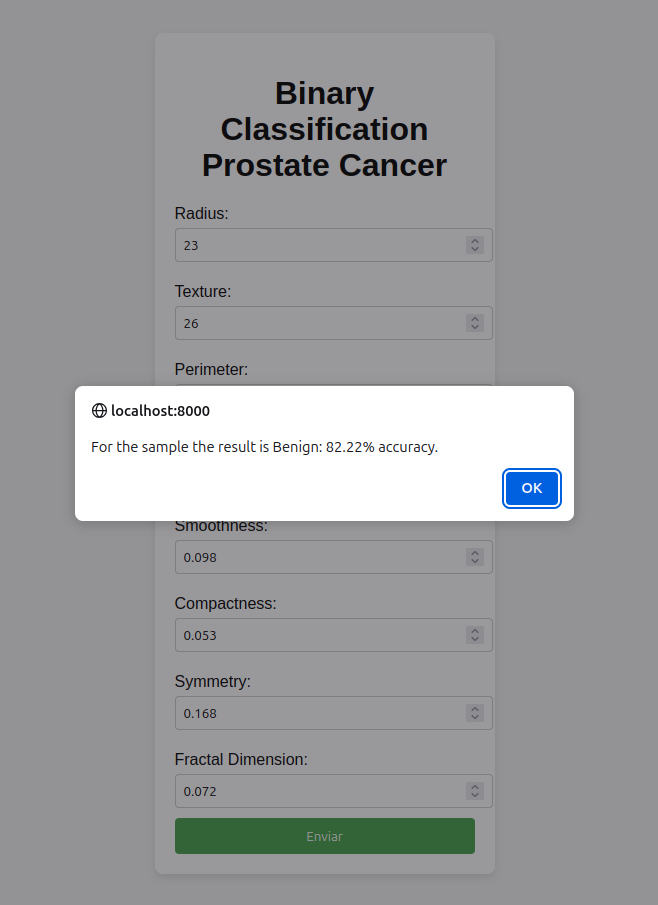 Binary
Classification
Prostate Cancer
Radius:
23
Texture:
26
Perimeter:
localhost:8000
For the sample the result is Benign: 82.22% accuracy.
OK
Smoothness:
0.098
Compactness:
0.053
Symmetry:
0.168
Fractal Dimension:
0.072
Enviar